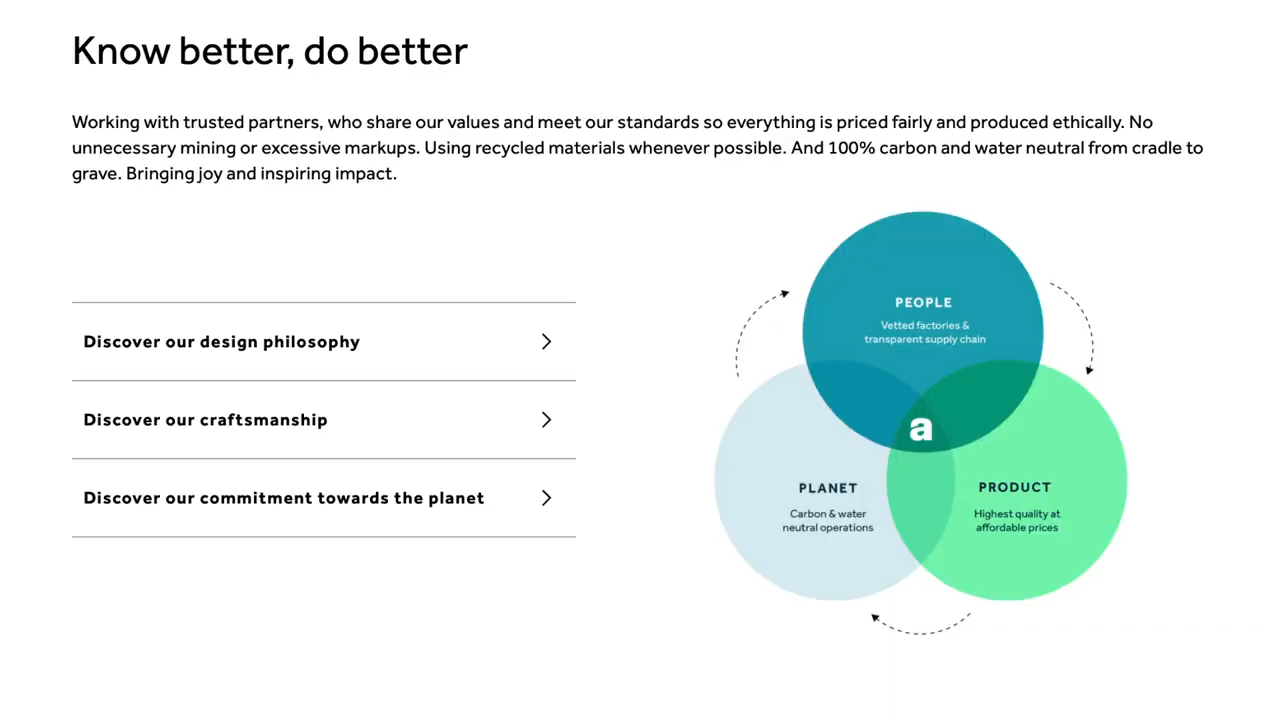 Know better, do better
Working with trusted partners, who share our values and meet our standards so everything is priced fairly and produced ethically. No
unnecessary mining or excessive markups. Using recycled materials whenever possible. And 100% carbon and water neutral from cradle to
grave. Bringing joy and inspiring impact.
Discover our design philosophy
Discover our craftsmanship
Discover our commitment towards the planet
PEOPLE
Vetted factories &
transparent supply chain
a
PLANET
Carbon & water
neutral operations
PRODUCT
Highest quality at
affordable prices